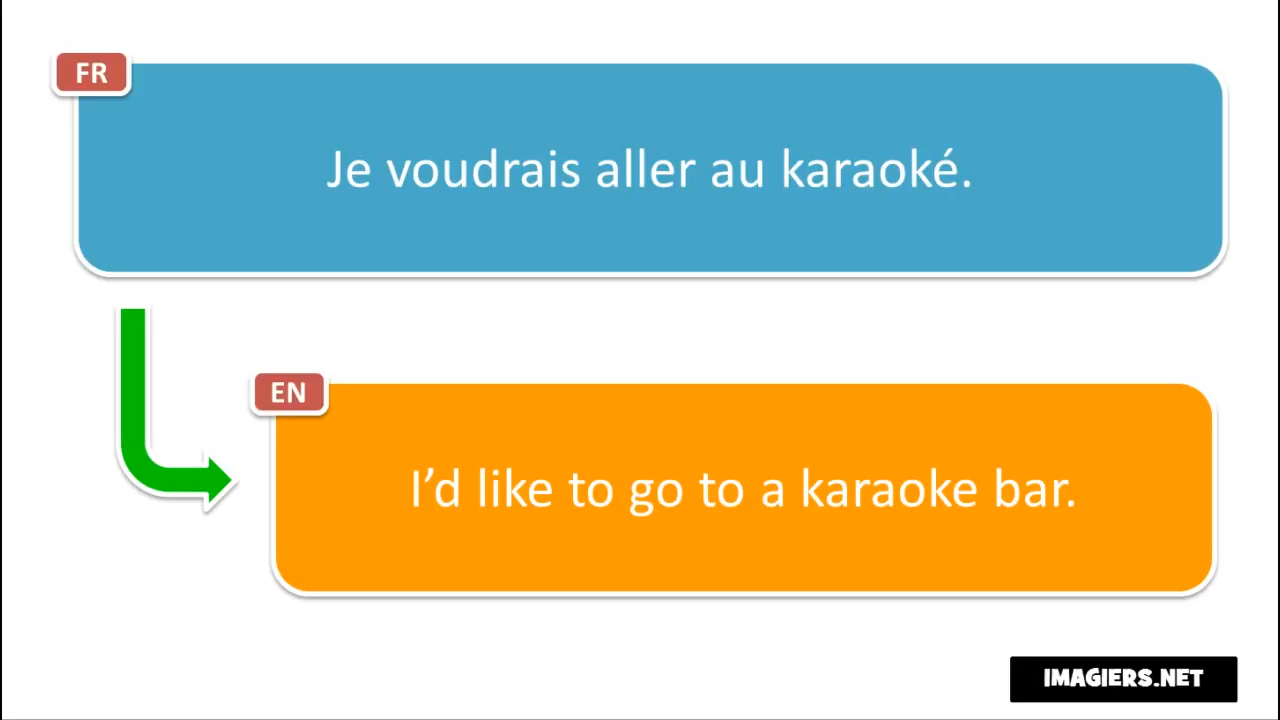 FR
Je voudrais aller au karaoké.
EN
I’d like to go to a karaoke bar.
IMAGIERS.NET